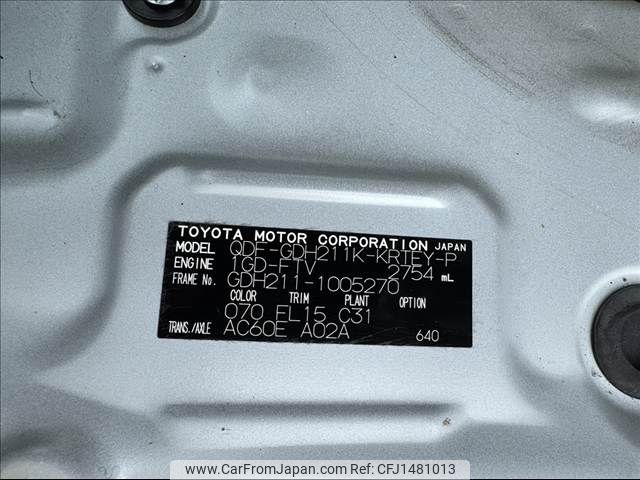 TOYOTA MOTOR CORPORATION JAPAN
MODEL QDF-GDH211K-KRTEY-P
ENGINE 1GD-FTV 2754 mL
FRAME No. GDH211-1005270
COLOR TRIM PLANT OPTION
070 FL15 C31
TRANS./AXLE AC60E A02A 640
www.CarFromJapan.com - CFJ1481013